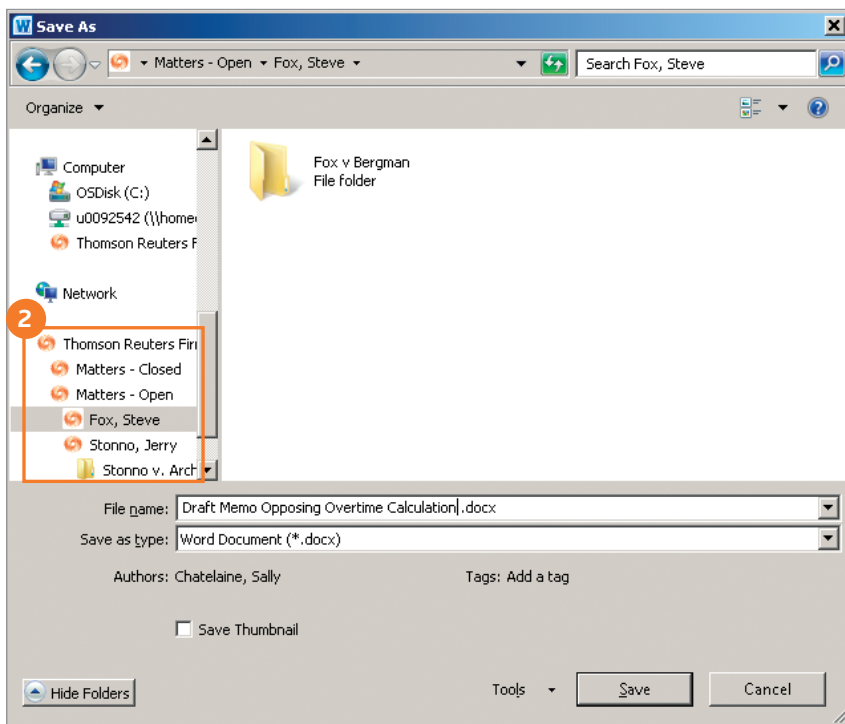 Save As
Matters - Open Fox, Steve
Search Fox, Steve
Organize
Computer
OSDisk (C:)
u0092542 (\\home
Thomson Reuters F
Network
2
Thomson Reuters Fir
Matters - Closed
Matters - Open
Fox, Steve
Stonno, Jerry
Stonno v. Arch
Fox v Bergman
File folder
File name: Draft Memo Opposing Overtime Calculation.docx
Save as type: Word Document (*.docx)
Authors: Chatelaine, Sally Tags: Add a tag
Save Thumbnail
Hide Folders Tools Save Cancel